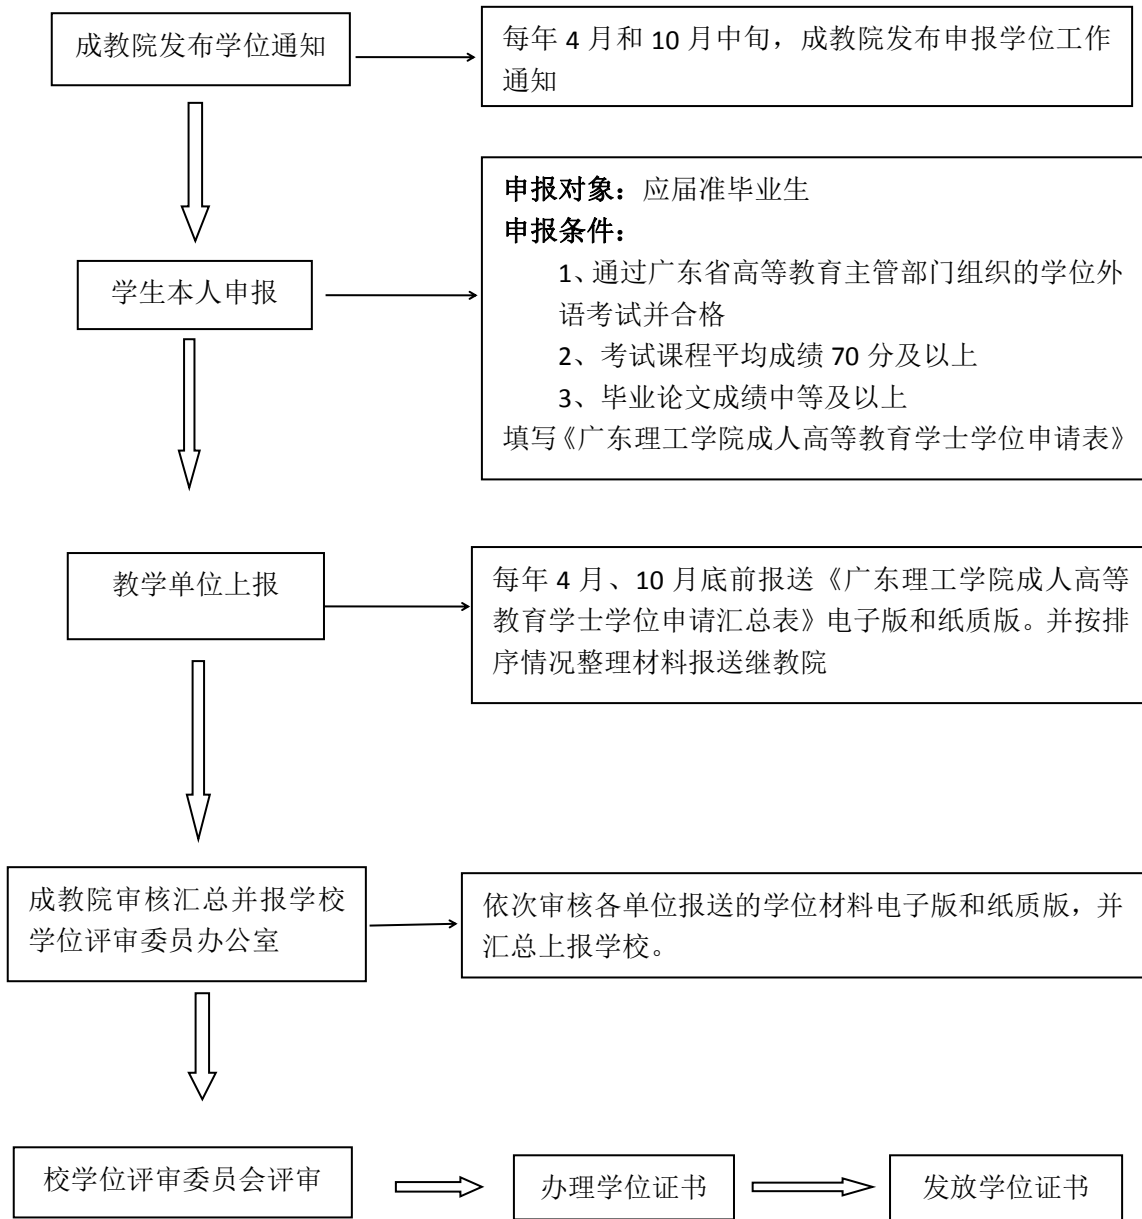 成教院发布学位通知
每年 4 月和 10 月中旬，成教院发布申报学位工作
通知
申报对象：应届准毕业生
申报条件：
1、通过广东省高等教育主管部门组织的学位外
语考试并合格
2、考试课程平均成绩 70 分及以上
3、毕业论文成绩中等及以上
填写《广东理工学院成人高等教育学士学位申请表》
学生本人申报
教学单位上报
每年 4 月、10 月底前报送《广东理工学院成人高等
教育学士学位申请汇总表》电子版和纸质版。并按排
序情况整理材料报送继教院
成教院审核汇总并报学校
学位评审委员办公室
依次审核各单位报送的学位材料电子版和纸质版，并
汇总上报学校。
校学位评审委员会评审
办理学位证书
发放学位证书